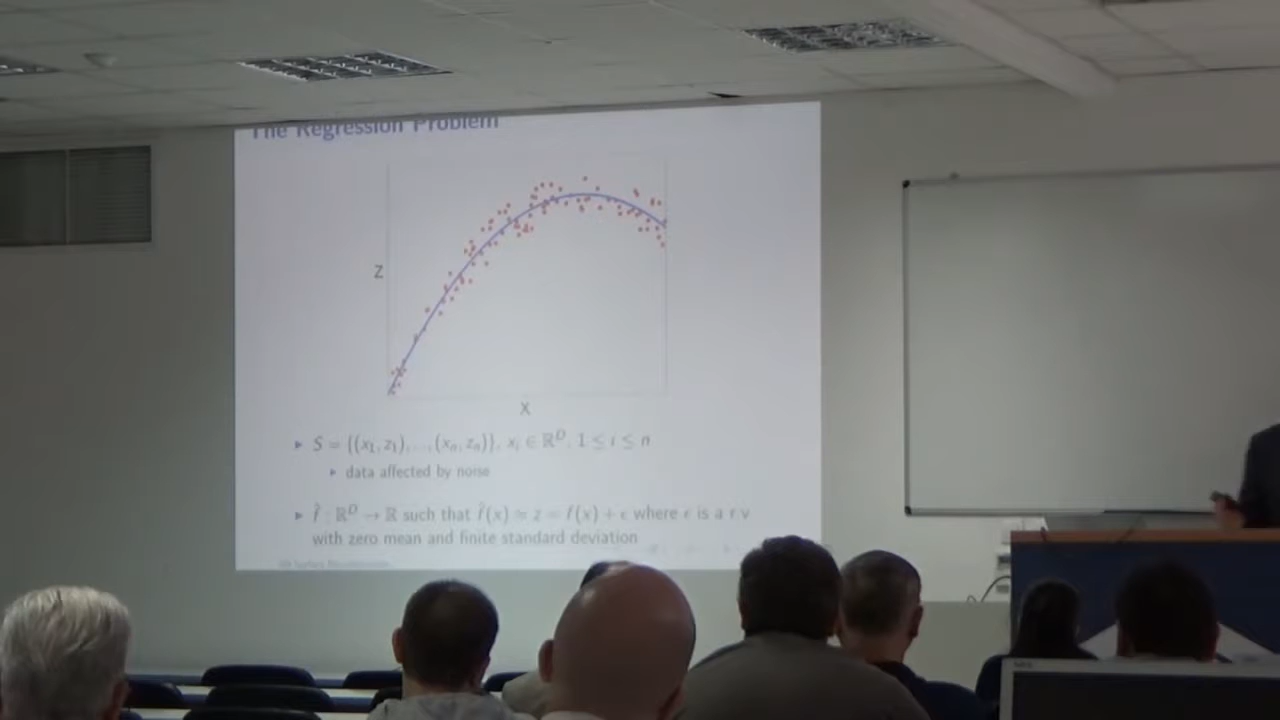 The Regression Problem
Z
X
S = {(x₁, z₁), ..., (xₙ, zₙ)}, xᵢ ∈ ℝᴰ, 1 ≤ i ≤ n
data affected by noise
f̂ : ℝᴰ → ℝ such that f̂(x) ≈ z = f(x) + ϵ where ϵ is a r.v
with zero mean and finite standard deviation